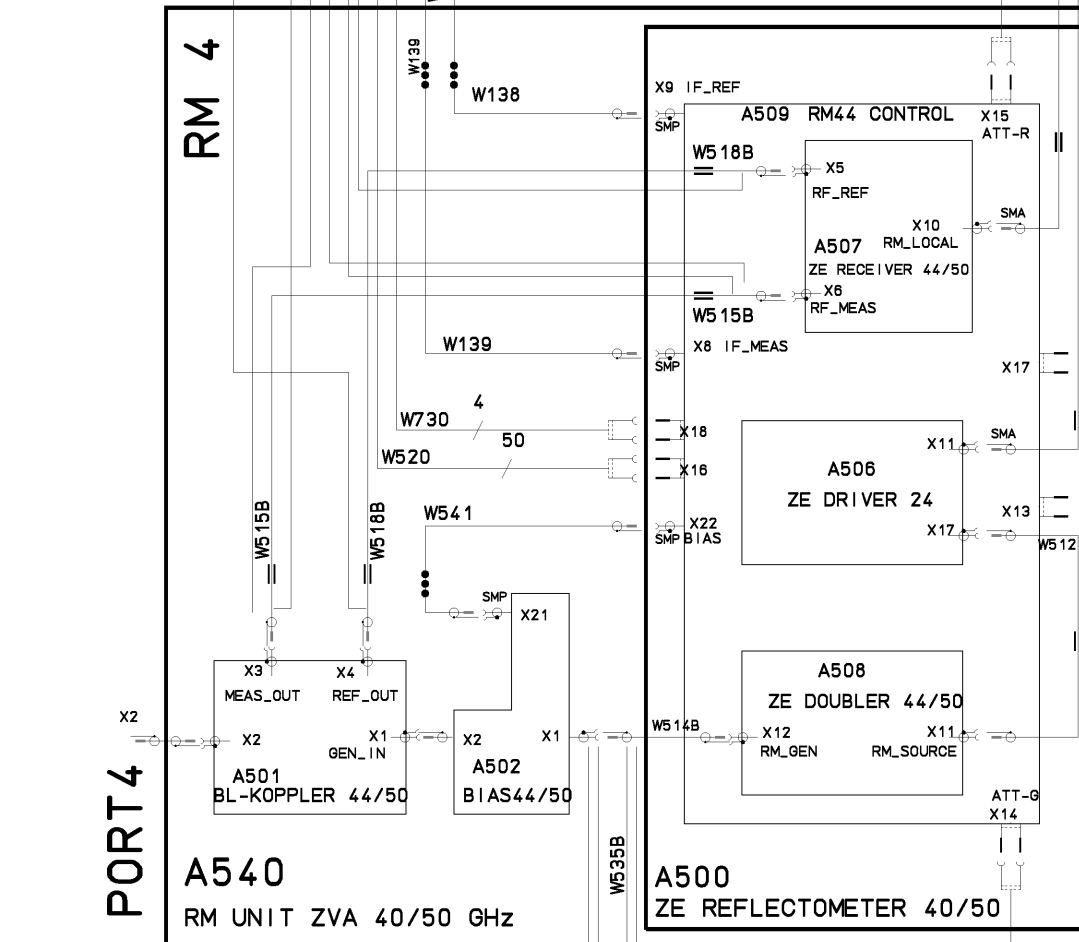 RM 4
W139
W138
X9 IF_REF
SMP
A509 RM44 CONTROL
X15
ATT-R
W518B
X5
RF_REF
X10
RM_LOCAL
SMA
A507
ZE RECEIVER 44/50
X6
RF_MEAS
W515B
W139
X8 IF_MEAS
SMP
X17
4
W730
X18
50
W520
X16
X11
SMA
A506
ZE DRIVER 24
X17
X13
W512
W541
X22
SMP BIAS
W515B
W518B
SMP
X21
X3
MEAS_OUT
X4
REF_OUT
X2
X2
X1
GEN_IN
A501
BL-KOPPLER 44/50
X2
X1
A502
BIAS44/50
W514B
A508
ZE DOUBLER 44/50
X12
RM_GEN
X11
RM_SOURCE
ATT-G
X14
PORT4
W535B
A540
RM UNIT ZVA 40/50 GHz
A500
ZE REFLECTOMETER 40/50